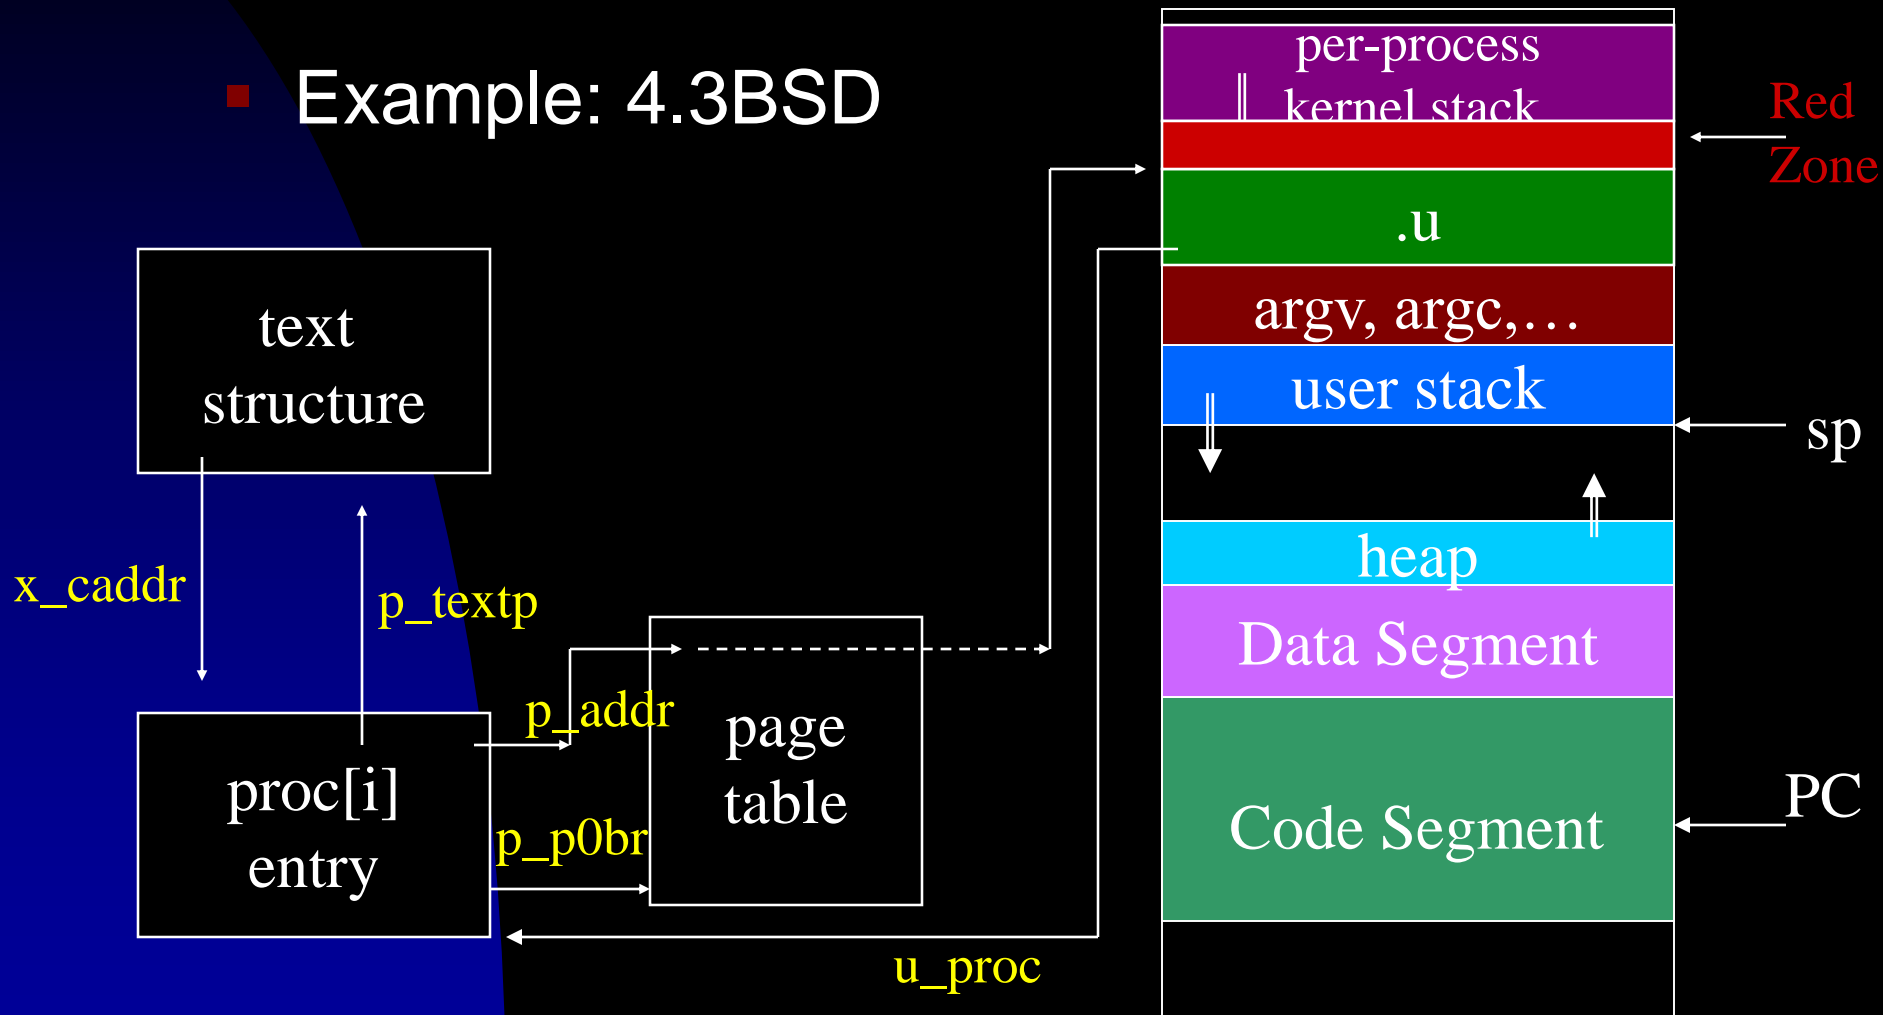 Example: 4.3BSD
per-process
kernel stack
Red
Zone
.u
argv, argc,…
text
structure
user stack
sp
heap
x_caddr
p_textp
Data Segment
p_addr
page
table
proc[i]
entry
p_p0br
Code Segment
PC
u_proc